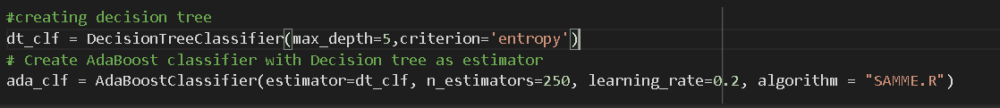 #creating decision tree
dt_clf = DecisionTreeClassifier(max_depth=5,criterion='entropy')
# Create AdaBoost classifier with Decision tree as estimator
ada_clf = AdaBoostClassifier(estimator=dt_clf, n_estimators=250, learning_rate=0.2, algorithm = "SAMME.R")